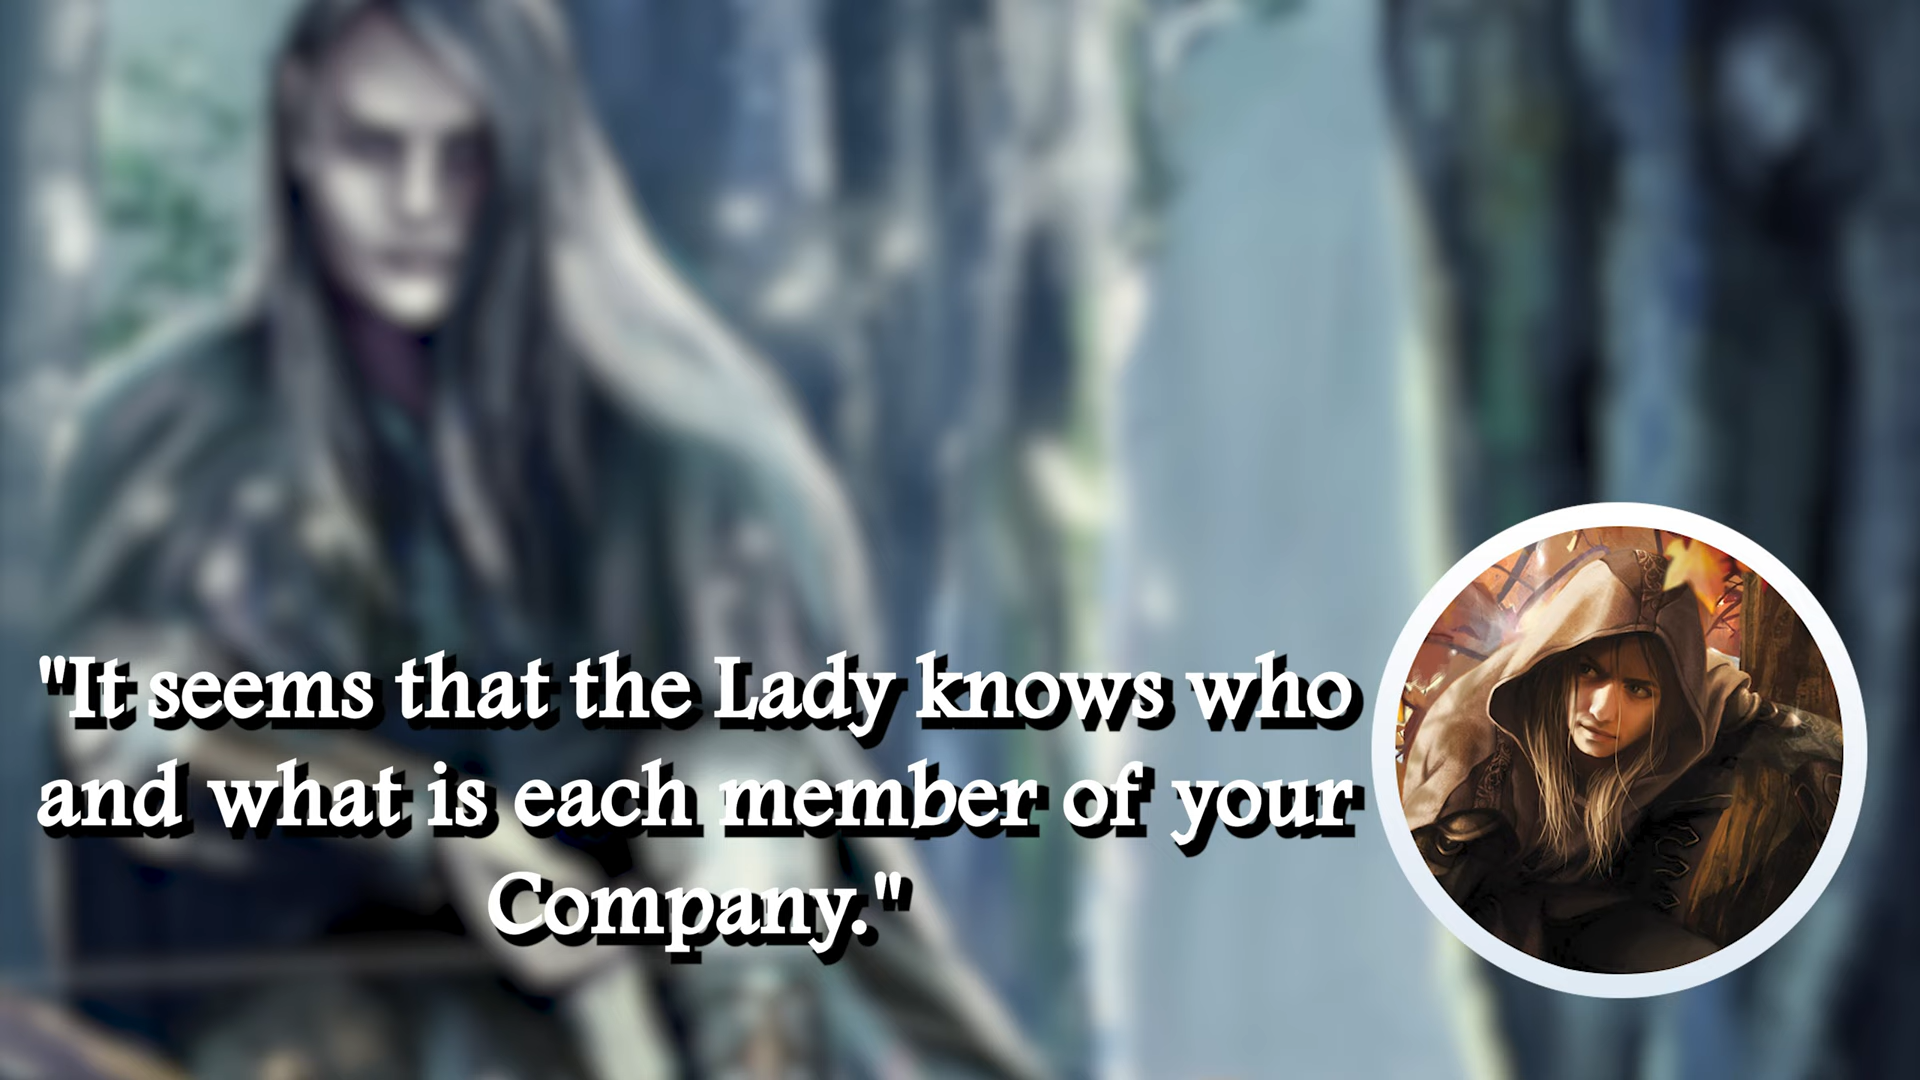 "It seems that the Lady knows who
and what is each member of your
Company."